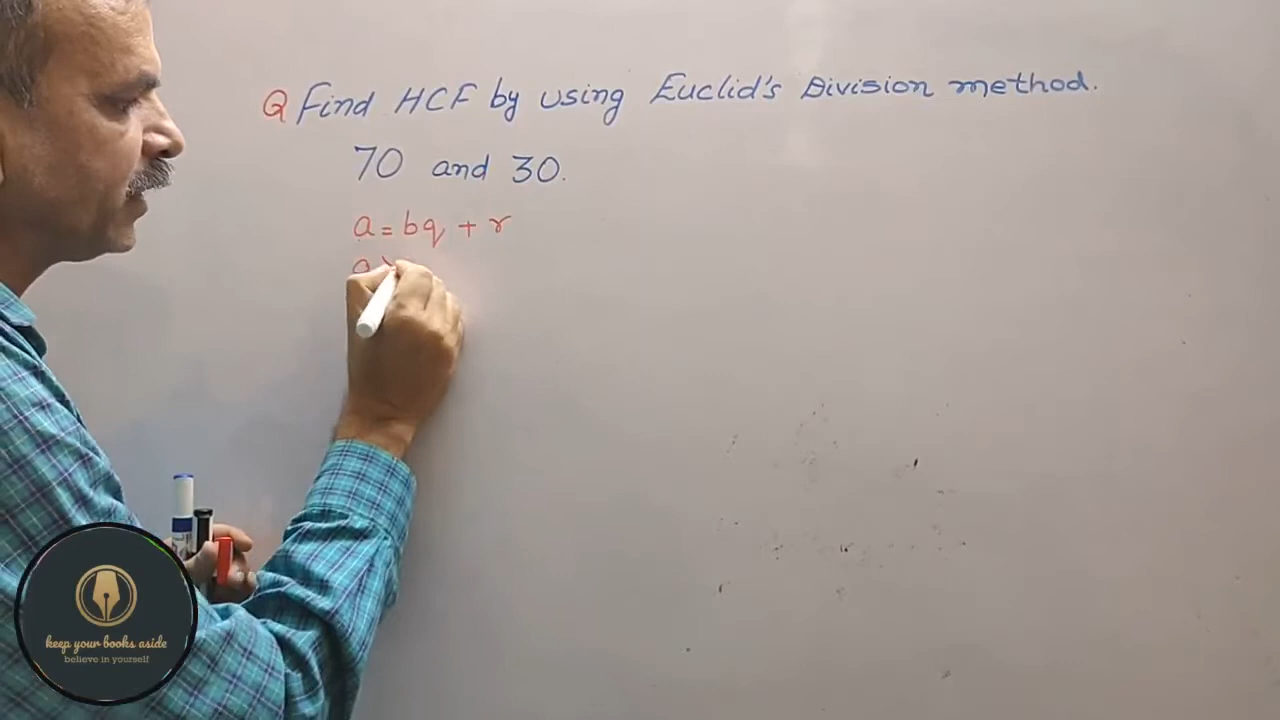 Q Find HCF by using Euclid's Division method.
70 and 30.
a = bq + r
a >
keep your books aside
believe in yourself